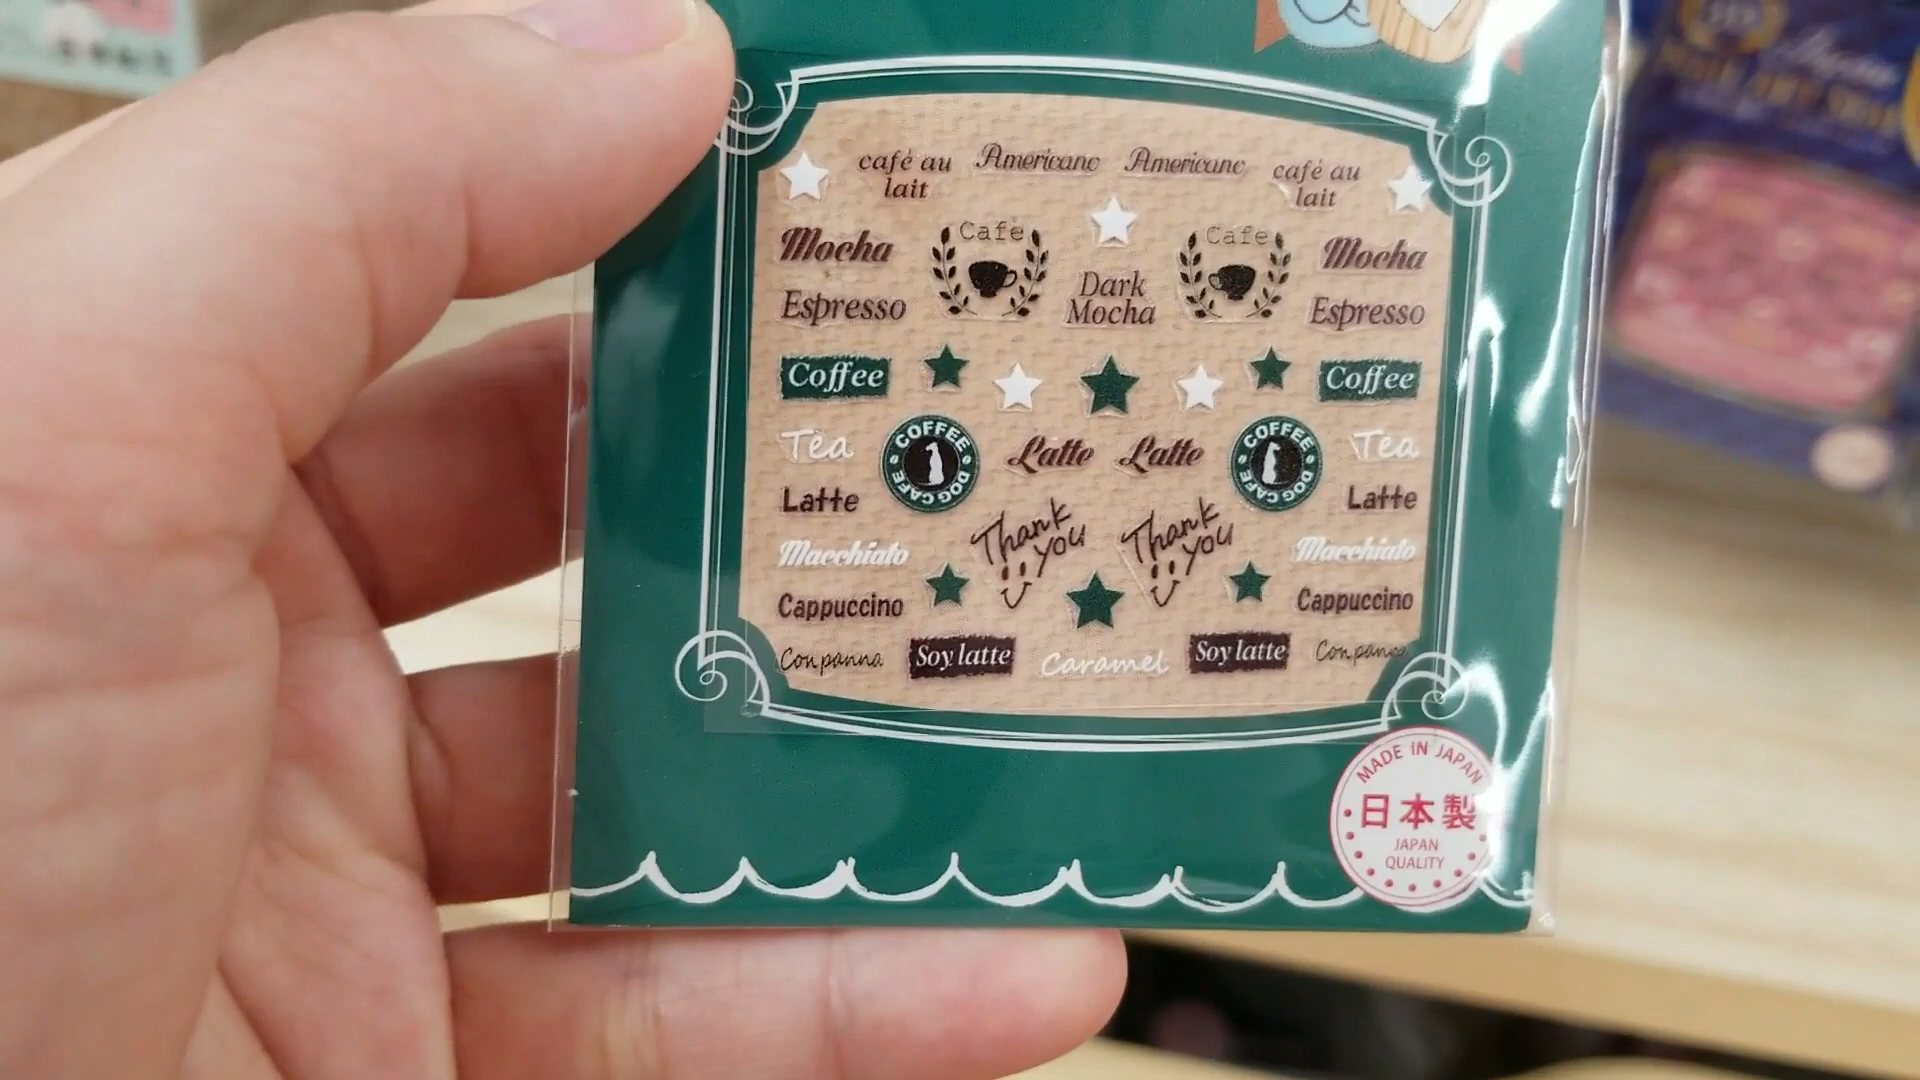 café au
lait
Americano
Americano
café au
lait
Mocha
Cafe
Cafe
Mocha
Dark
Mocha
Espresso
Espresso
Coffee
Coffee
Tea
COFFEE
DOG CAFE
Latte
Latte
COFFEE
DOG CAFE
Tea
Latte
Latte
Thank
you
Thank
you
Macchiato
Macchiato
Cappuccino
Cappuccino
Conpanna
Soy latte
Caramel
Soy latte
Conpanna
MADE IN JAPAN
日本製
JAPAN
QUALITY